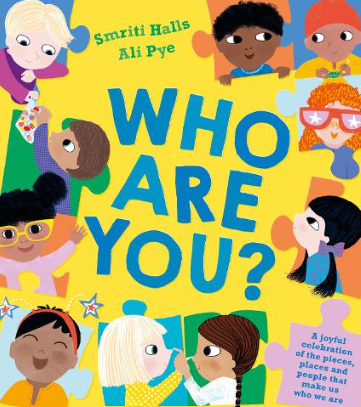 Smriti Halls
Ali Pye
WHO
ARE
YOU?
A joyful
celebration
of the pieces,
places and
people that
make us
who we are